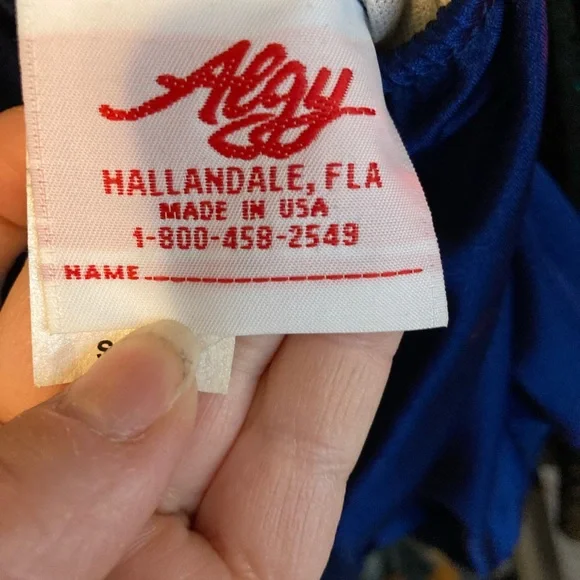 Algy
HALLANDALE, FLA
MADE IN USA
1-800-458-2549
NAME
S